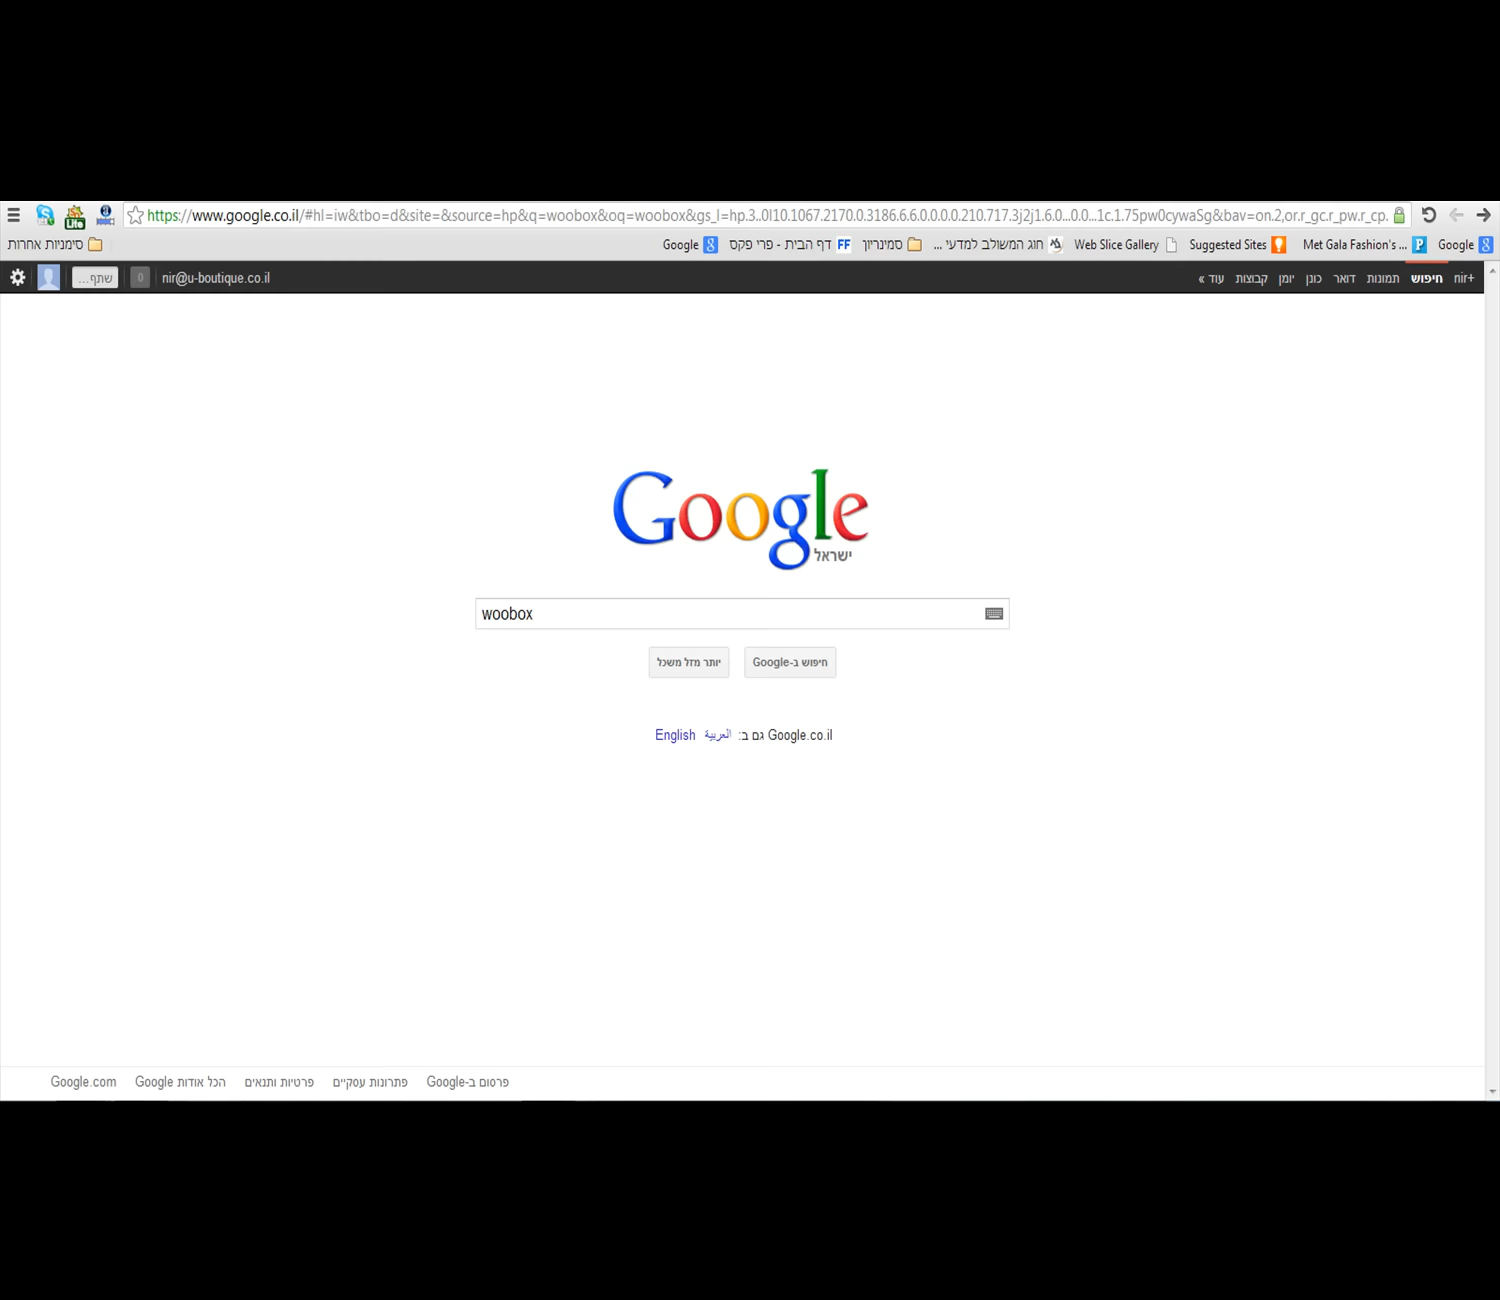 https://www.google.co.il/#hl=iw&tbo=d&site=&source=hp&q=woobox&oq=woobox&gs_l=hp.3..0l10.1067.2170.0.3186.6.6.0.0.0.0.210.717.3j2j1.6.0...0.0...1c.1.75pw0cywaSg&bav=on.2,or.r_gc.r_pw.r_cp.
Google Met Gala Fashion's ... Suggested Sites Web Slice Gallery חוג המשולב למדעי ... סמינריון דף הבית - פרי פקס Google סימניות אחרות
+nir חיפוש תמונות דואר כונן יומן קבוצות עוד » nir@u-boutique.co.il 0 שתף...
Google
ישראל
woobox
חיפוש ב-Google יותר מזל משכל
Google.co.il גם ב: العربية English
פרסום ב-Google פתרונות עסקיים פרטיות ותנאים הכל אודות Google Google.com